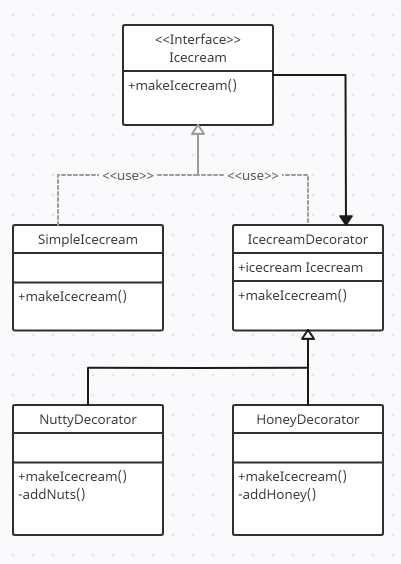 <<Interface>>
Icecream
+makeIcecream()
<<use>>
<<use>>
SimpleIcecream
+makeIcecream()
IcecreamDecorator
+icecream Icecream
+makeIcecream()
NuttyDecorator
+makeIcecream()
-addNuts()
HoneyDecorator
+makeIcecream()
-addHoney()